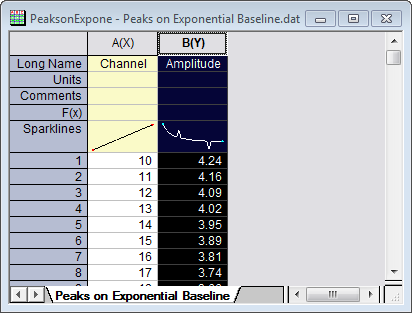 PeaksonExpone - Peaks on Exponential Baseline.dat
A(X) B(Y)
Long Name Channel Amplitude
Units
Comments
F(x)
Sparklines
1 10 4.24
2 11 4.16
3 12 4.09
4 13 4.02
5 14 3.95
6 15 3.89
7 16 3.81
8 17 3.74
Peaks on Exponential Baseline